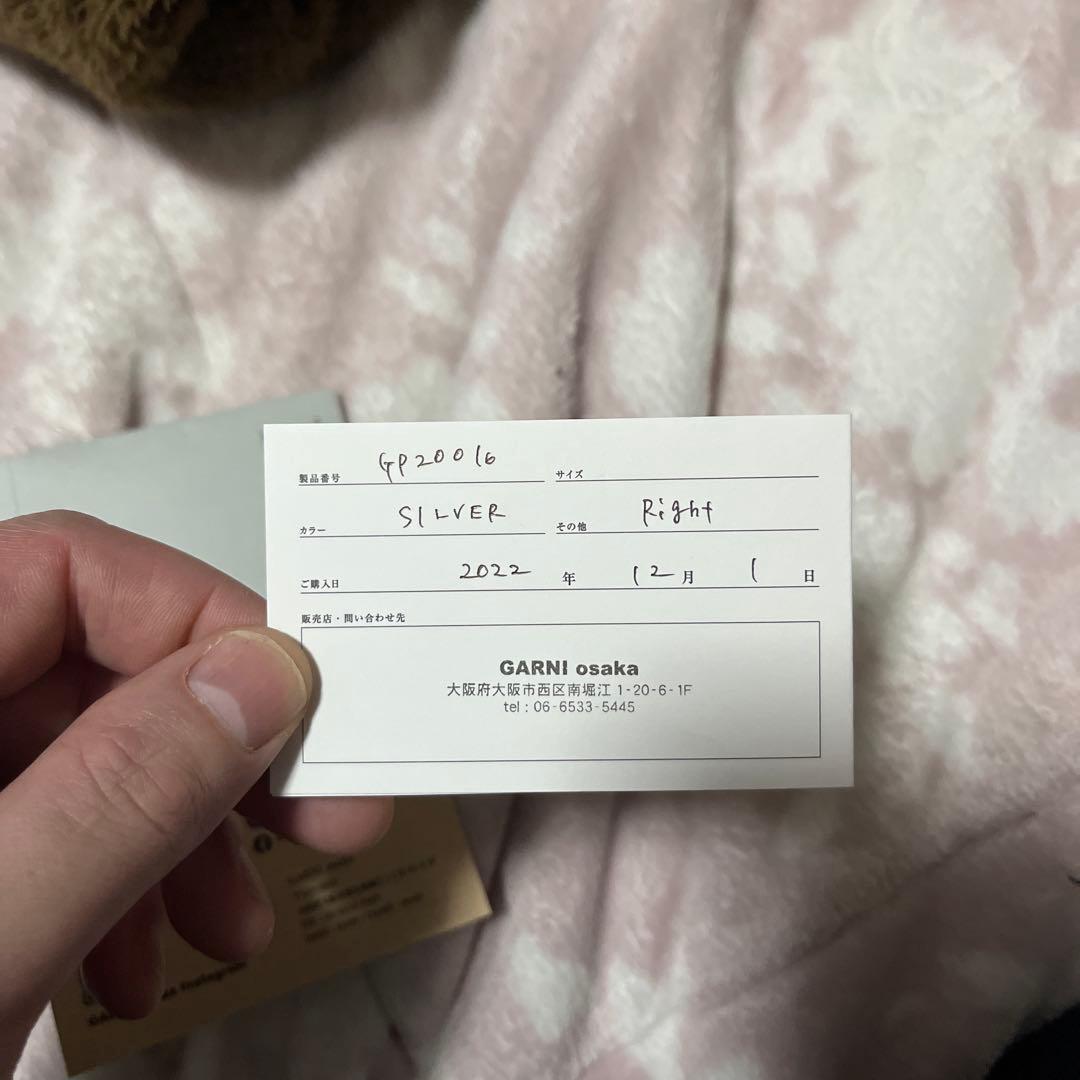 製品番号 GP20016 サイズ
カラー SILVER その他 Right
ご購入日 2022 年 12 月 1 日
販売店・問い合わせ先
GARNI osaka
大阪府大阪市西区南堀江 1-20-6-1F
tel : 06-6533-5445
Instagram